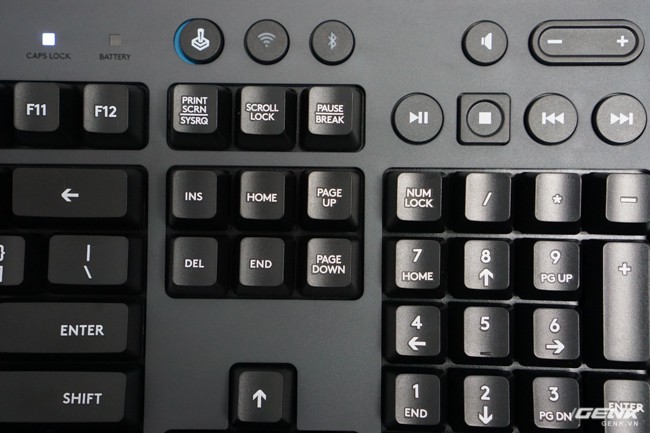 CAPS LOCK
BATTERY
F11
F12
PRINT
SCRN
SYSRQ
SCROLL
LOCK
PAUSE
BREAK
INS
HOME
PAGE
UP
NUM
LOCK
/
*
−
}
]
|
\
DEL
END
PAGE
DOWN
7
HOME
8
9
PG UP
+
ENTER
4
5
6
SHIFT
1
END
2
3
PG DN
ENTER
GENK
GENK.VN